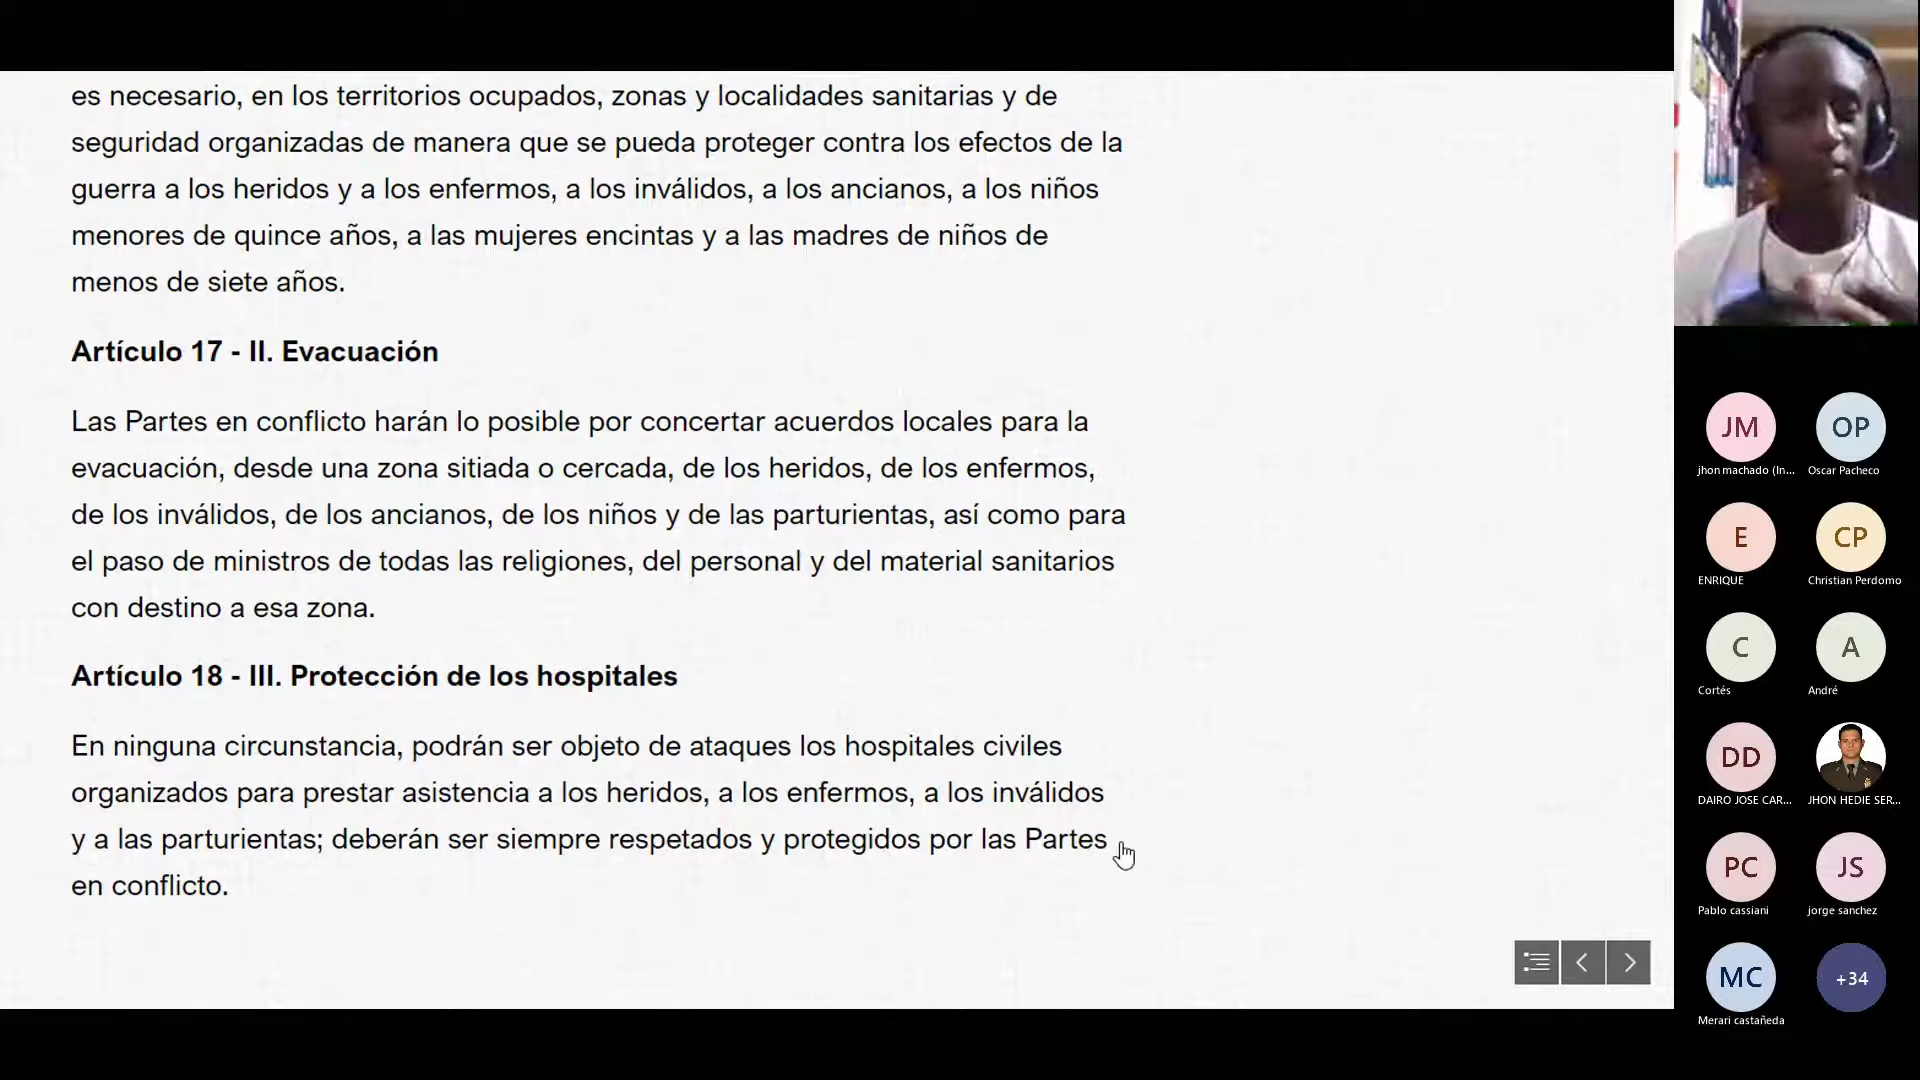 es necesario, en los territorios ocupados, zonas y localidades sanitarias y de
seguridad organizadas de manera que se pueda proteger contra los efectos de la
guerra a los heridos y a los enfermos, a los inválidos, a los ancianos, a los niños
menores de quince años, a las mujeres encintas y a las madres de niños de
menos de siete años.
Artículo 17 - II. Evacuación
Las Partes en conflicto harán lo posible por concertar acuerdos locales para la
evacuación, desde una zona sitiada o cercada, de los heridos, de los enfermos,
de los inválidos, de los ancianos, de los niños y de las parturientas, así como para
el paso de ministros de todas las religiones, del personal y del material sanitarios
con destino a esa zona.
Artículo 18 - III. Protección de los hospitales
En ninguna circunstancia, podrán ser objeto de ataques los hospitales civiles
organizados para prestar asistencia a los heridos, a los enfermos, a los inválidos
y a las parturientas; deberán ser siempre respetados y protegidos por las Partes
en conflicto.
JM
jhon machado (In...
OP
Oscar Pacheco
E
ENRIQUE
CP
Christian Perdomo
C
Cortés
A
André
DD
DAIRO JOSE CAR...
JHON HEDIE SER...
PC
Pablo cassiani
JS
jorge sanchez
MC
Merari castañeda
+34